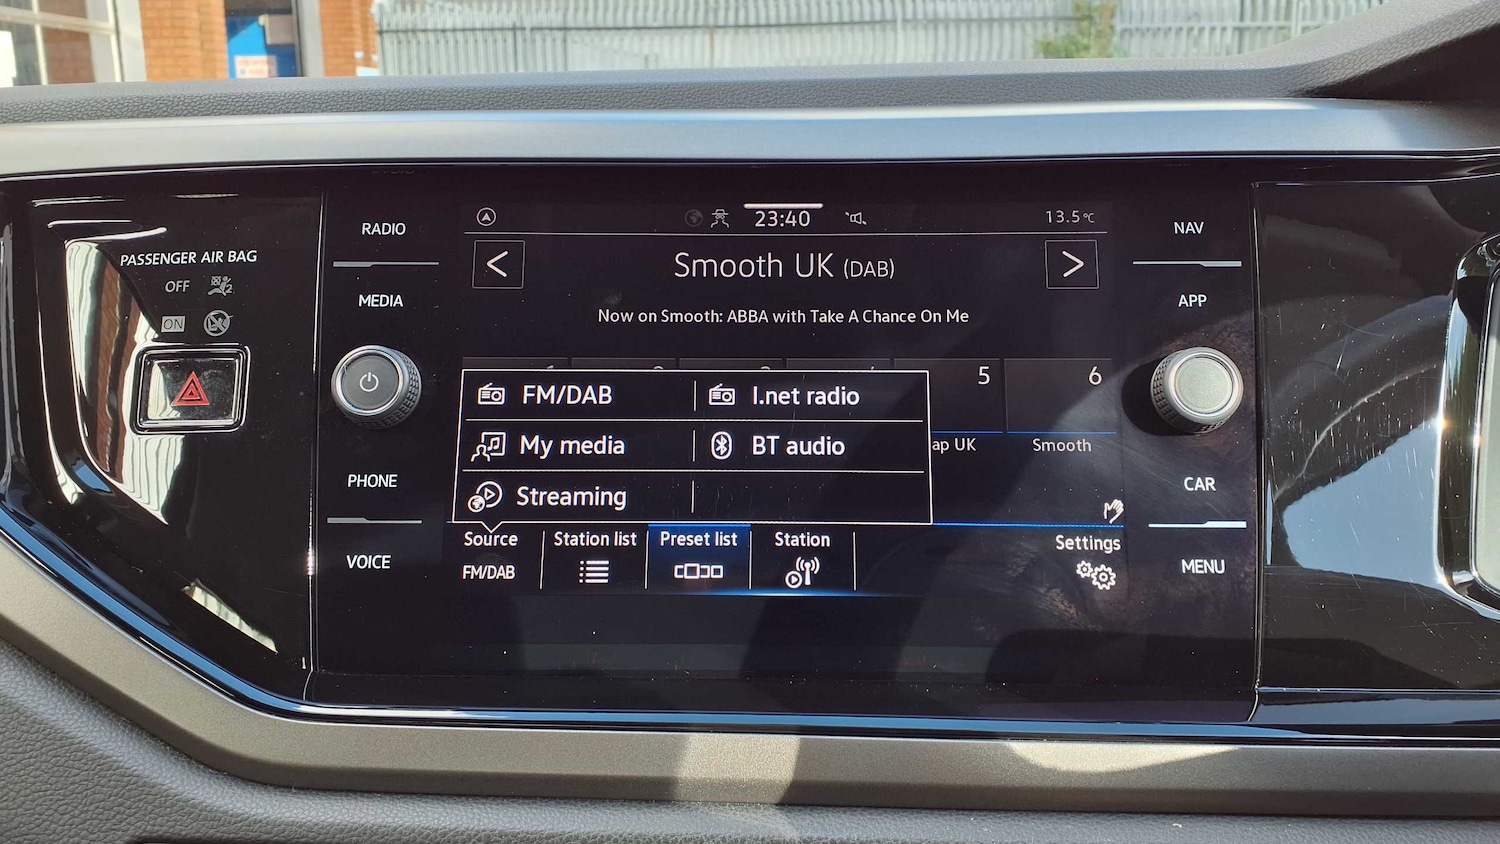 RADIO
MEDIA
PHONE
VOICE
PASSENGER AIR BAG
OFF
2
ON
23:40
13.5°C
< Smooth UK (DAB) >
Now on Smooth: ABBA with Take A Chance On Me
5 6
FM/DAB I.net radio
My media BT audio
Streaming
ap UK Smooth
Source Station list Preset list Station Settings
FM/DAB
NAV
APP
CAR
MENU